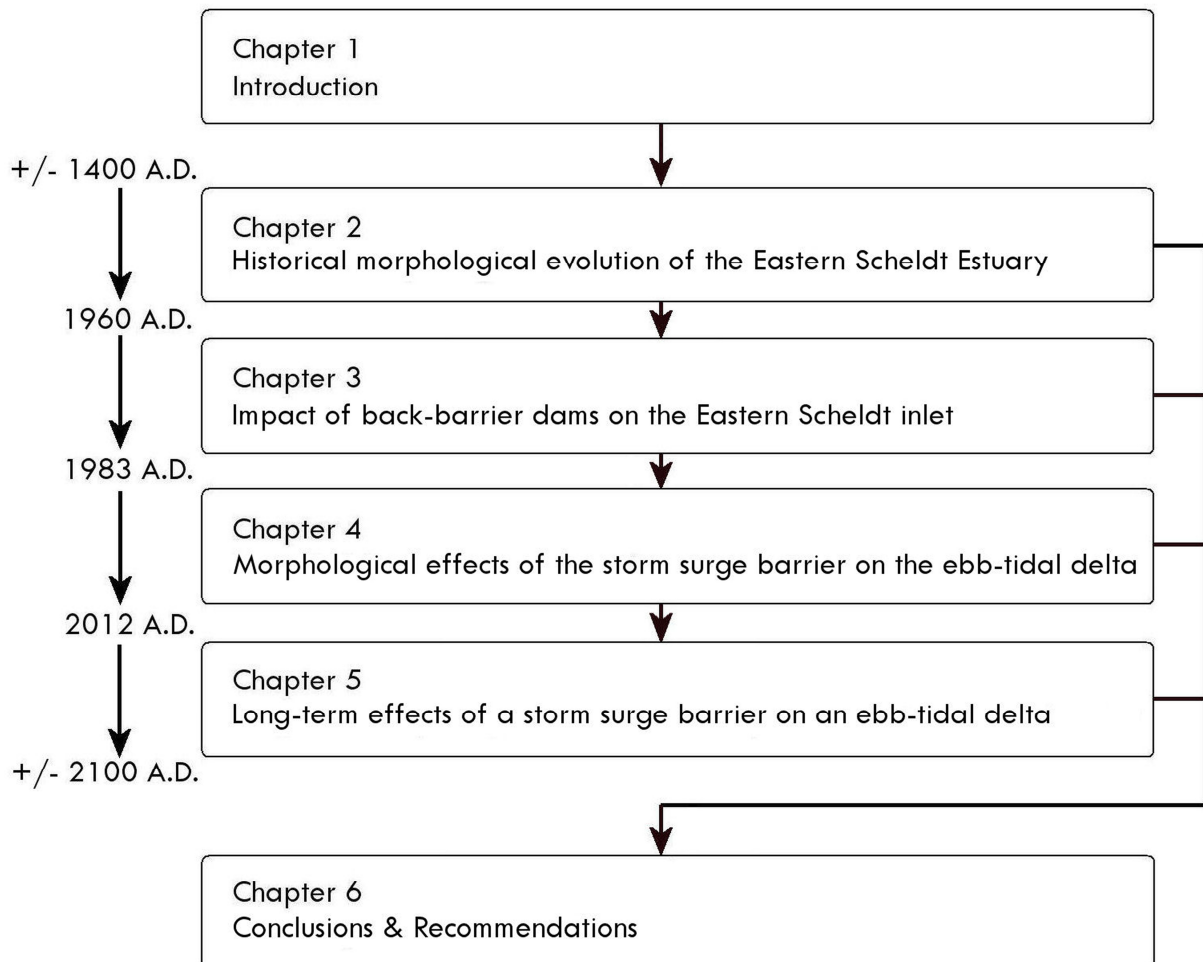 Chapter 1
Introduction
+/- 1400 A.D.
Chapter 2
Historical morphological evolution of the Eastern Scheldt Estuary
1960 A.D.
Chapter 3
Impact of back-barrier dams on the Eastern Scheldt inlet
1983 A.D.
Chapter 4
Morphological effects of the storm surge barrier on the ebb-tidal delta
2012 A.D.
Chapter 5
Long-term effects of a storm surge barrier on an ebb-tidal delta
+/- 2100 A.D.
Chapter 6
Conclusions & Recommendations